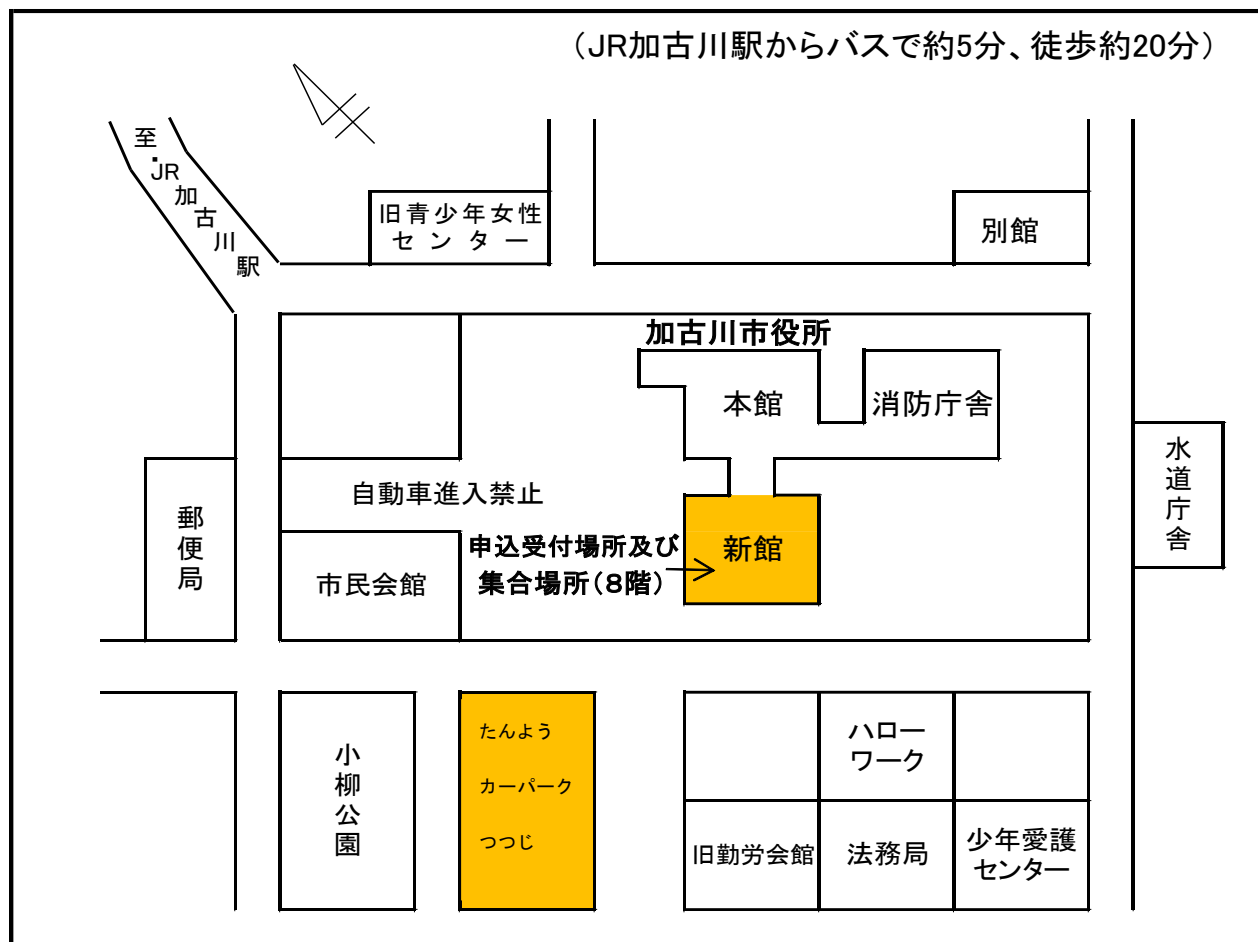 （JR加古川駅からバスで約5分、徒歩約20分）
至JR加古川駅
旧青少年女性
センター
別館
加古川市役所
本館
消防庁舎
水道庁舎
自動車進入禁止
郵便局
申込受付場所及び
集合場所（８階）
新館
市民会館
小柳公園
たんよう
カーパーク
つつじ
ハロー
ワーク
旧勤労会館
法務局
少年愛護
センター